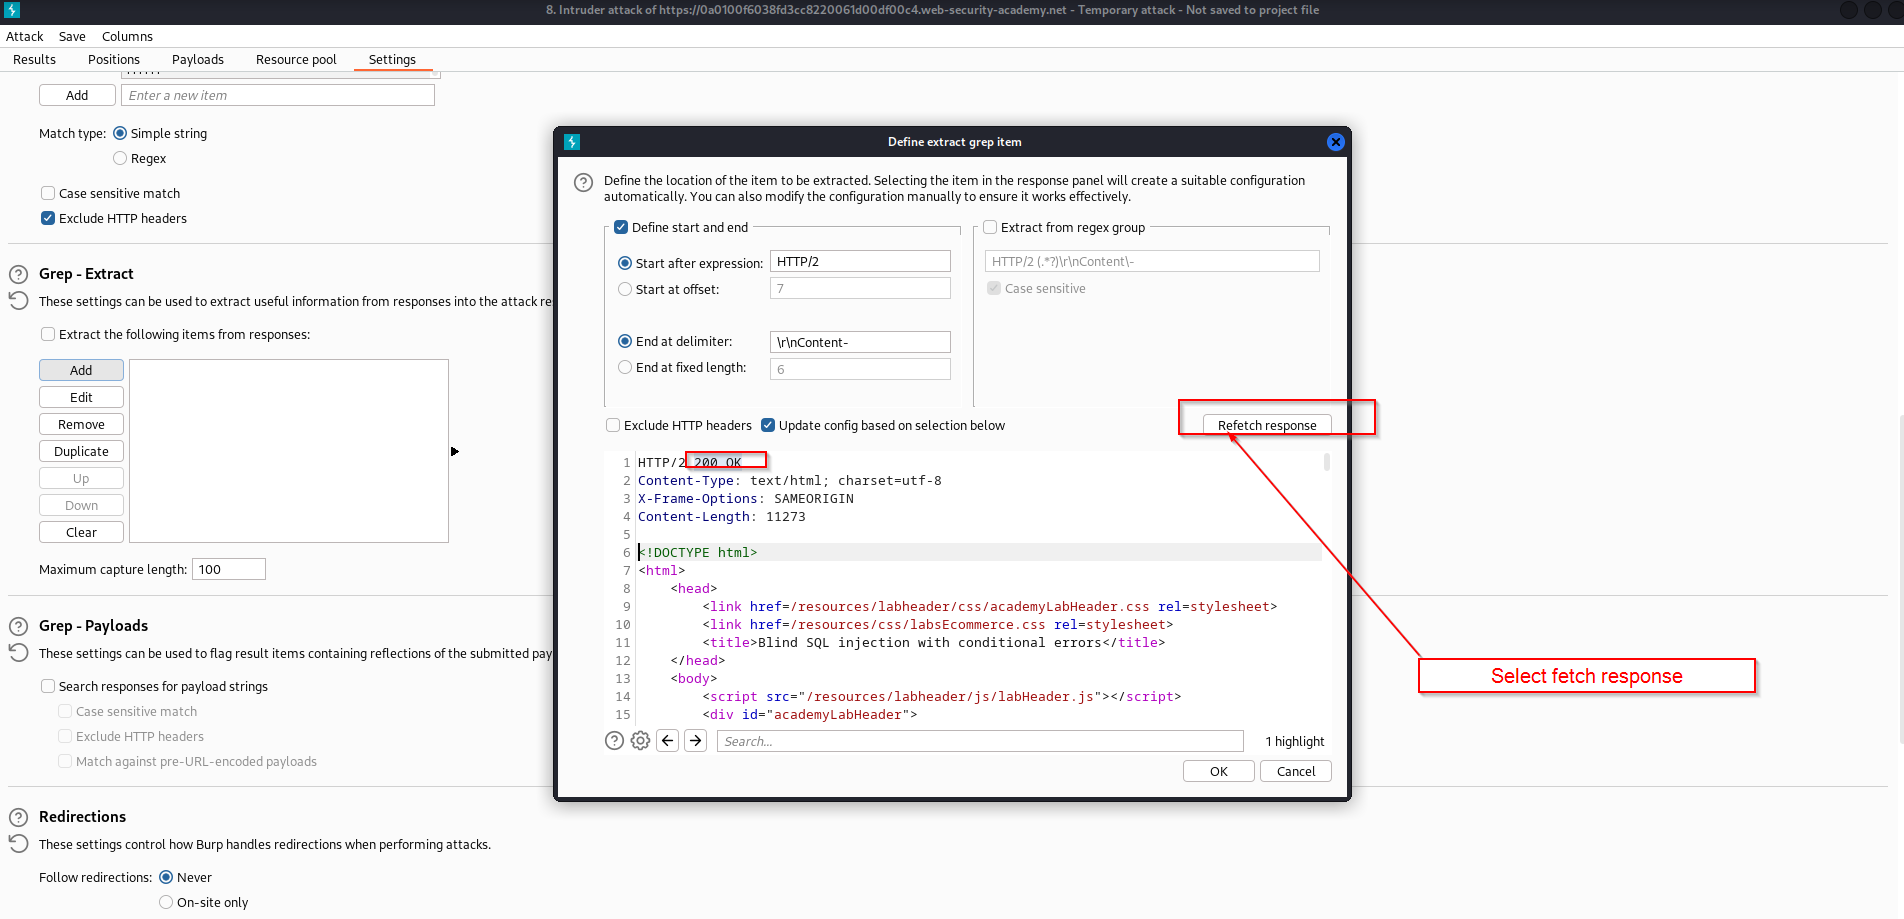 8. Intruder attack of https://0a0100f6038fd3cc8220061d00df00c4.web-security-academy.net - Temporary attack - Not saved to project file
Attack Save Columns
Results Positions Payloads Resource pool Settings
Add Enter a new item
Match type: Simple string
Regex
Case sensitive match
Exclude HTTP headers
Grep - Extract
These settings can be used to extract useful information from responses into the attack re
Extract the following items from responses:
Add
Edit
Remove
Duplicate
Up
Down
Clear
Maximum capture length: 100
Grep - Payloads
These settings can be used to flag result items containing reflections of the submitted pay
Search responses for payload strings
Case sensitive match
Exclude HTTP headers
Match against pre-URL-encoded payloads
Redirections
These settings control how Burp handles redirections when performing attacks.
Follow redirections: Never
On-site only
Define extract grep item
Define the location of the item to be extracted. Selecting the item in the response panel will create a suitable configuration
automatically. You can also modify the configuration manually to ensure it works effectively.
Define start and end
Start after expression: HTTP/2
Start at offset: 7
End at delimiter: \r\nContent-
End at fixed length: 6
Extract from regex group
HTTP/2 (.*?)\r\nContent\-
Case sensitive
Exclude HTTP headers Update config based on selection below Refetch response
1 HTTP/2 200 OK
2 Content-Type: text/html; charset=utf-8
3 X-Frame-Options: SAMEORIGIN
4 Content-Length: 11273
5
6 <!DOCTYPE html>
7 <html>
8 <head>
9 <link href=/resources/labheader/css/academyLabHeader.css rel=stylesheet>
10 <link href=/resources/css/labsEcommerce.css rel=stylesheet>
11 <title>Blind SQL injection with conditional errors</title>
12 </head>
13 <body>
14 <script src="/resources/labheader/js/labHeader.js"></script>
15 <div id="academyLabHeader">
Search... 1 highlight
OK Cancel
Select fetch response